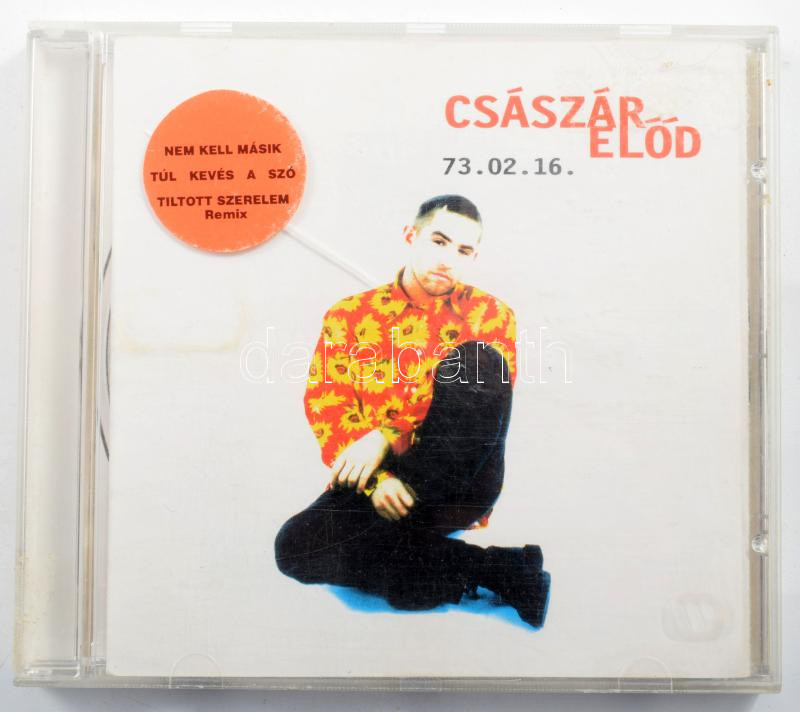 NEM KELL MÁSIK
TÚL KEVÉS A SZÓ
TILTOTT SZERELEM
Remix
CSÁSZÁR
ELŐD
73.02.16.
darabanth